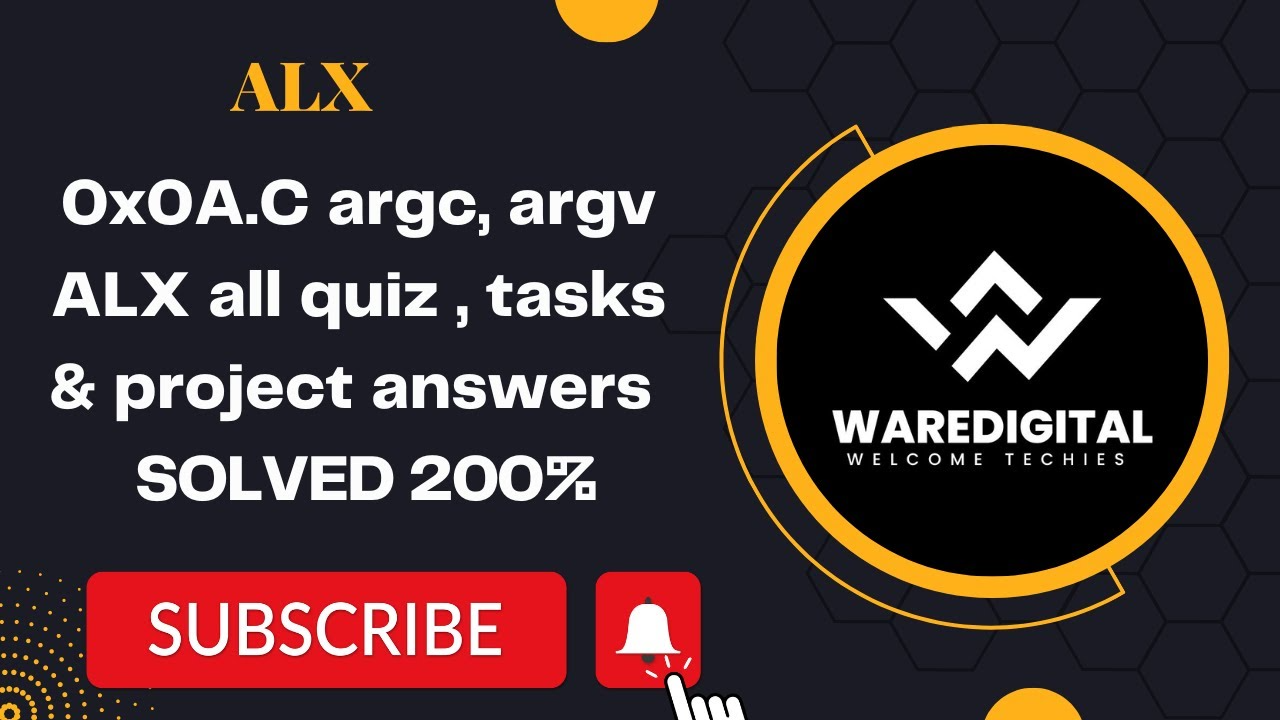 ALX
0x0A.C argc, argv
ALX all quiz , tasks
& project answers
SOLVED 200%
SUBSCRIBE
WAREDIGITAL
WELCOME TECHIES